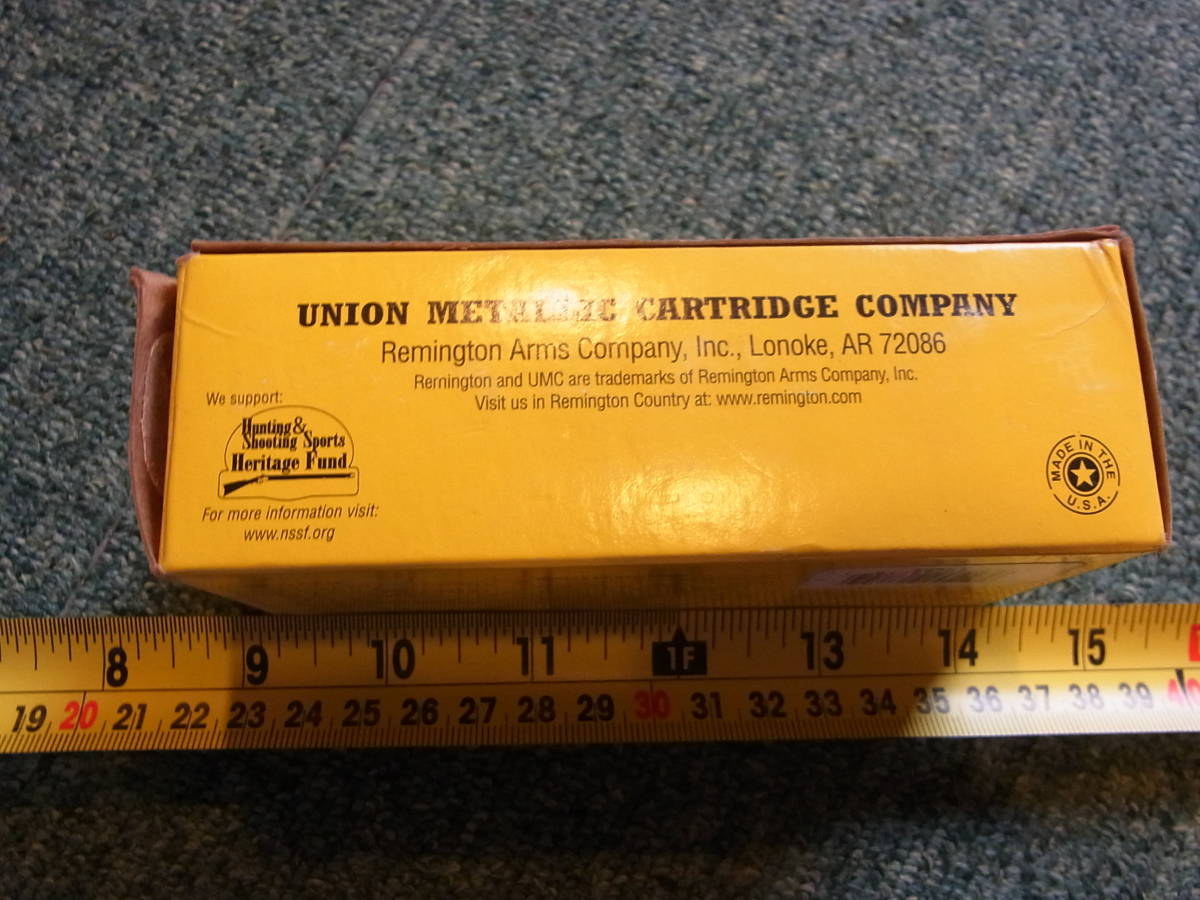 UNION METALLIC CARTRIDGE COMPANY
Remington Arms Company, Inc., Lonoke, AR 72086
Remington and UMC are trademarks of Remington Arms Company, Inc.
Visit us in Remington Country at: www.remington.com
We support:
Hunting &
Shooting Sports
Heritage Fund
For more information visit:
www.nssf.org
MADE IN THE
U.S.A.
8 9 10 11 1F 13 14 15
19 20 21 22 23 24 25 26 27 28 29 30 31 32 33 34 35 36 37 38 39 40